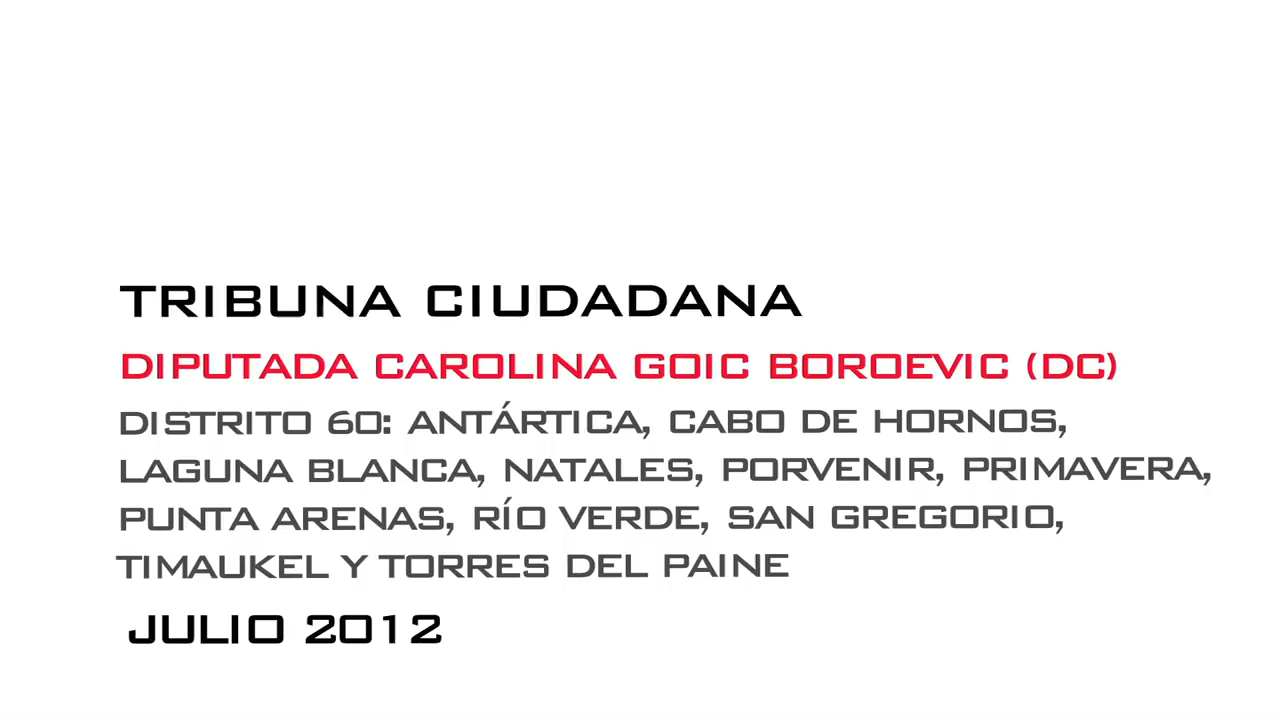 TRIBUNA CIUDADANA
DIPUTADA CAROLINA GOIC BOROEVIC (DC)
DISTRITO 60: ANTÁRTICA, CABO DE HORNOS,
LAGUNA BLANCA, NATALES, PORVENIR, PRIMAVERA,
PUNTA ARENAS, RÍO VERDE, SAN GREGORIO,
TIMAUKEL Y TORRES DEL PAINE
JULIO 2012